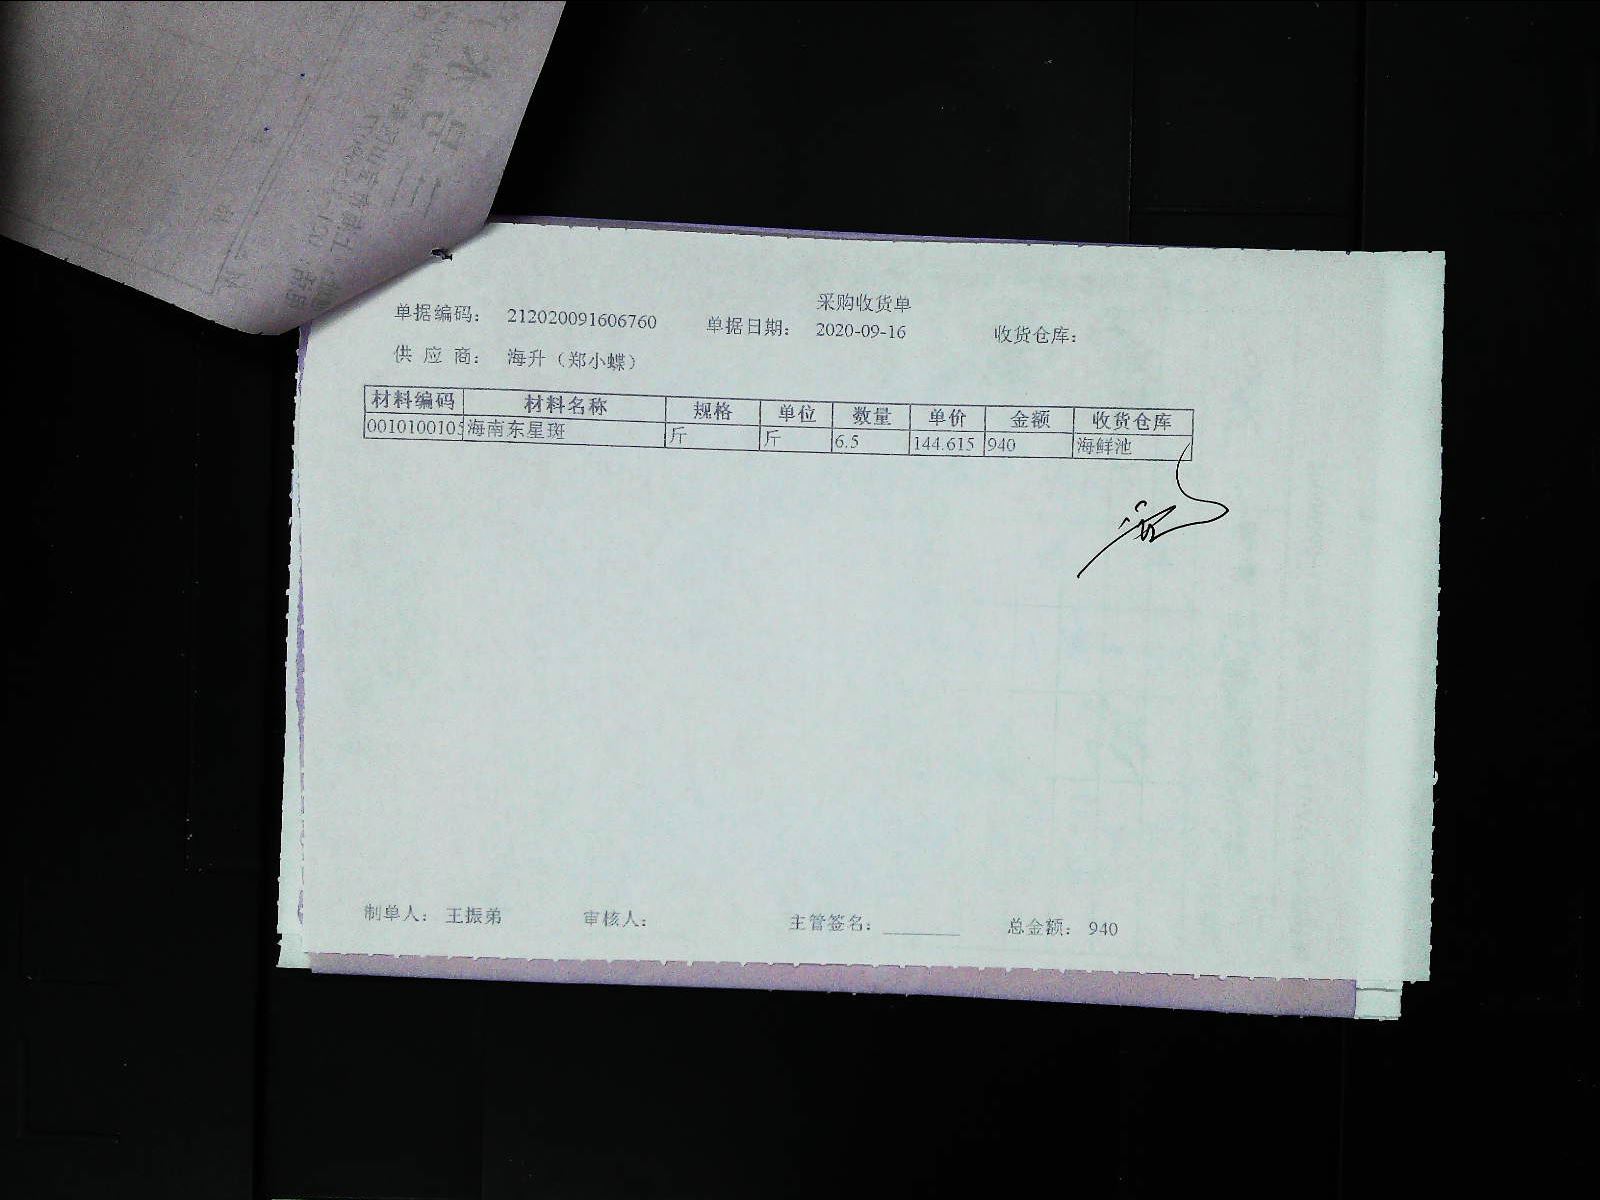 采购收货单
单据编码： 212020091606760 单据日期： 2020-09-16 收货仓库：
供 应 商： 海升（郑小蝶）
材料编码 材料名称 规格 单位 数量 单价 金额 收货仓库
0010100105 海南东星斑 斤 斤 6.5 144.615 940 海鲜池
制单人： 王振弟 审核人： 主管签名： ________ 总金额： 940